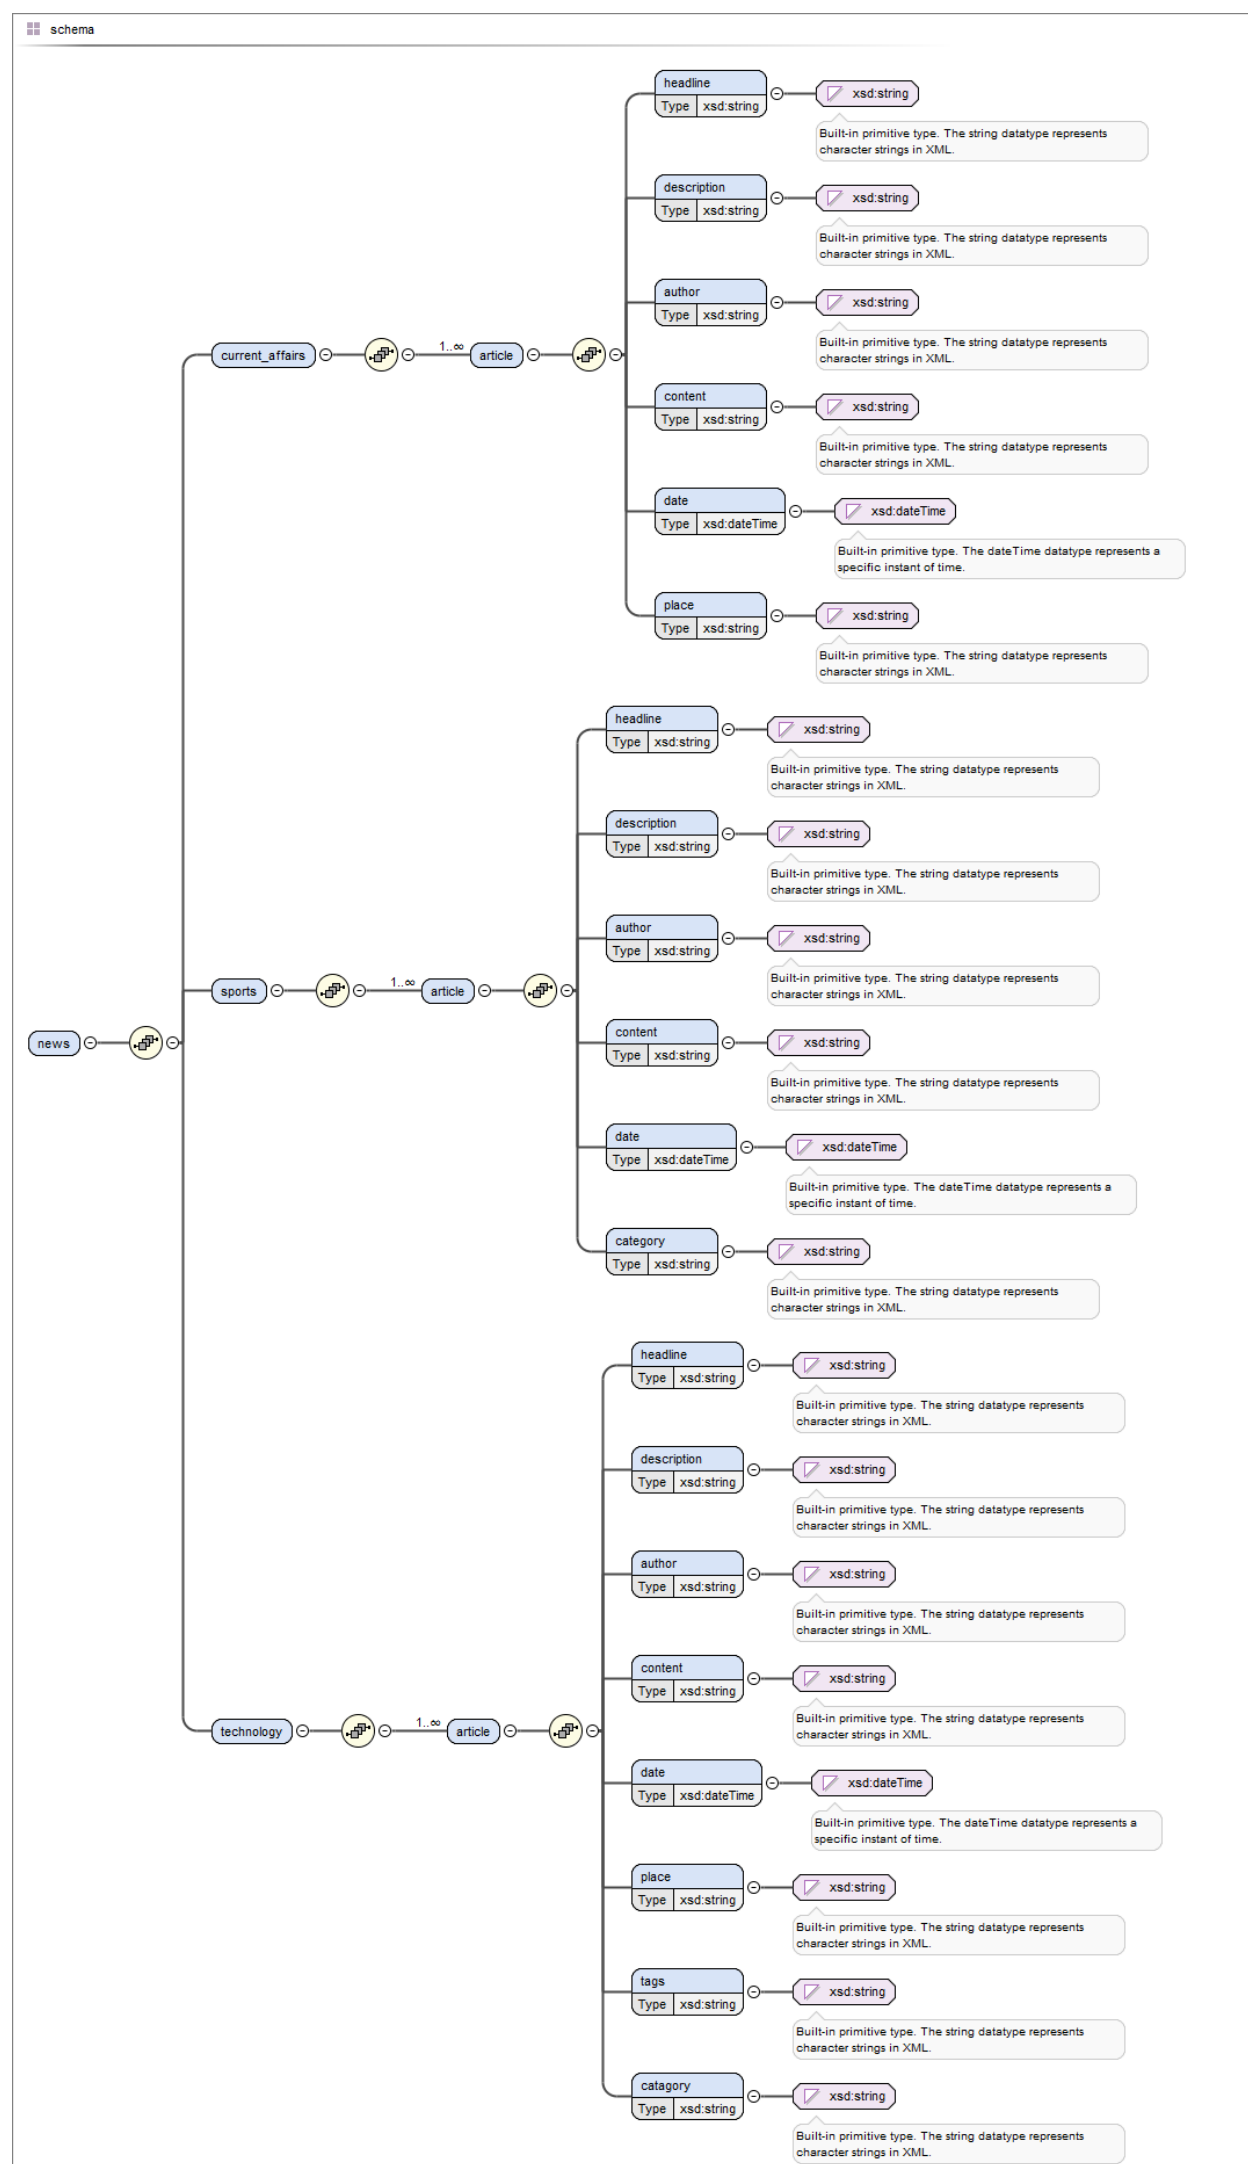 schema
headline
Type xsd:string
xsd:string
Built-in primitive type. The string datatype represents
character strings in XML.
description
Type xsd:string
xsd:string
Built-in primitive type. The string datatype represents
character strings in XML.
author
Type xsd:string
xsd:string
Built-in primitive type. The string datatype represents
character strings in XML.
current_affairs
1..∞
article
content
Type xsd:string
xsd:string
Built-in primitive type. The string datatype represents
character strings in XML.
date
Type xsd:dateTime
xsd:dateTime
Built-in primitive type. The dateTime datatype represents a
specific instant of time.
place
Type xsd:string
xsd:string
Built-in primitive type. The string datatype represents
character strings in XML.
headline
Type xsd:string
xsd:string
Built-in primitive type. The string datatype represents
character strings in XML.
description
Type xsd:string
xsd:string
Built-in primitive type. The string datatype represents
character strings in XML.
author
Type xsd:string
xsd:string
Built-in primitive type. The string datatype represents
character strings in XML.
sports
1..∞
article
news
content
Type xsd:string
xsd:string
Built-in primitive type. The string datatype represents
character strings in XML.
date
Type xsd:dateTime
xsd:dateTime
Built-in primitive type. The dateTime datatype represents a
specific instant of time.
category
Type xsd:string
xsd:string
Built-in primitive type. The string datatype represents
character strings in XML.
headline
Type xsd:string
xsd:string
Built-in primitive type. The string datatype represents
character strings in XML.
description
Type xsd:string
xsd:string
Built-in primitive type. The string datatype represents
character strings in XML.
author
Type xsd:string
xsd:string
Built-in primitive type. The string datatype represents
character strings in XML.
content
Type xsd:string
xsd:string
Built-in primitive type. The string datatype represents
character strings in XML.
technology
1..∞
article
date
Type xsd:dateTime
xsd:dateTime
Built-in primitive type. The dateTime datatype represents a
specific instant of time.
place
Type xsd:string
xsd:string
Built-in primitive type. The string datatype represents
character strings in XML.
tags
Type xsd:string
xsd:string
Built-in primitive type. The string datatype represents
character strings in XML.
catagory
Type xsd:string
xsd:string
Built-in primitive type. The string datatype represents
character strings in XML.